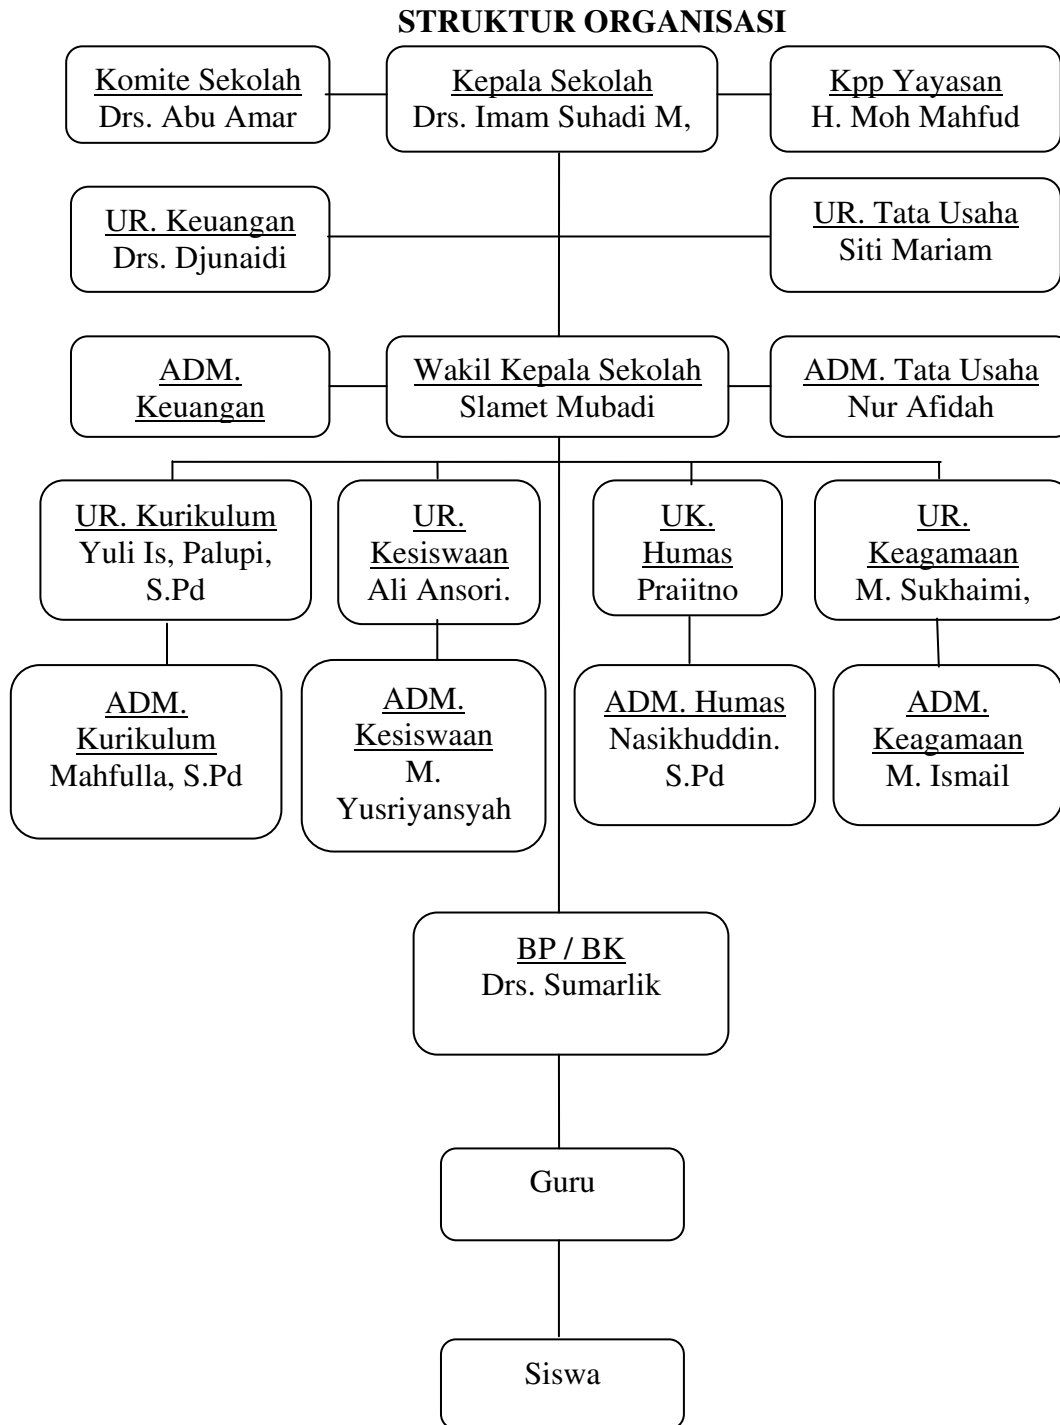 STRUKTUR ORGANISASI
Komite Sekolah
Drs. Abu Amar
Kepala Sekolah
Drs. Imam Suhadi M,
Kpp Yayasan
H. Moh Mahfud
UR. Keuangan
Drs. Djunaidi
UR. Tata Usaha
Siti Mariam
ADM.
Keuangan
Wakil Kepala Sekolah
Slamet Mubadi
ADM. Tata Usaha
Nur Afidah
UR. Kurikulum
Yuli Is, Palupi,
S.Pd
UR.
Kesiswaan
Ali Ansori.
UK.
Humas
Prajitno
UR.
Keagamaan
M. Sukhaimi,
ADM.
Kurikulum
Mahfulla, S.Pd
ADM.
Kesiswaan
M.
Yusriyansyah
ADM. Humas
Nasikhuddin.
S.Pd
ADM.
Keagamaan
M. Ismail
BP / BK
Drs. Sumarlik
Guru
Siswa